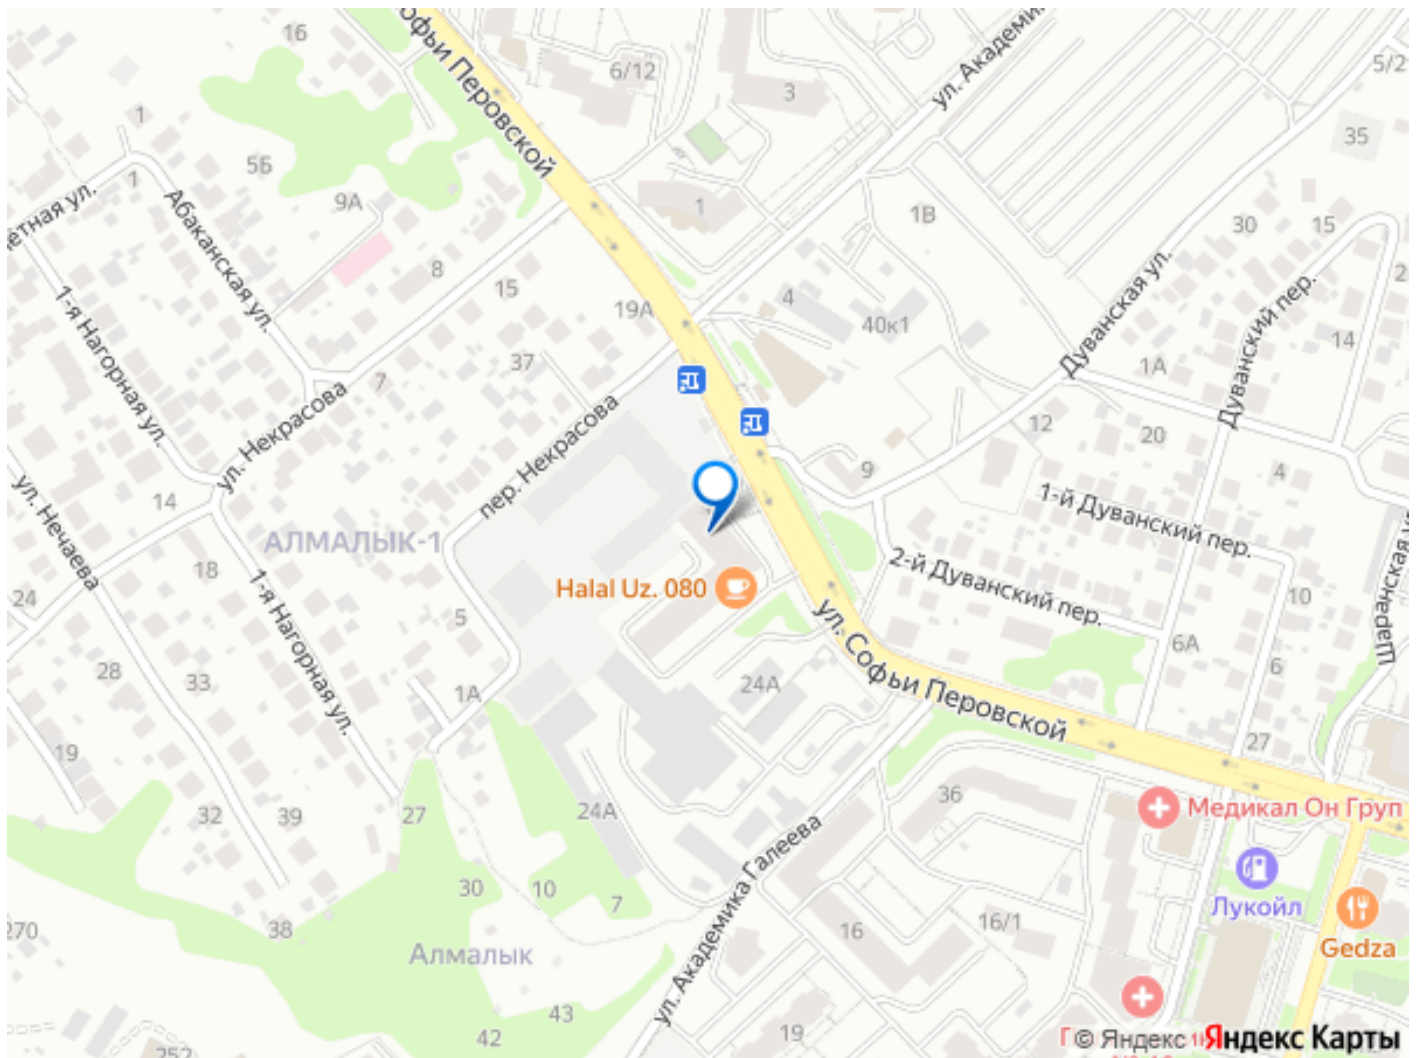 16
Софьи Перовской
6/12
3
ул. Академи
5/2
35
1
1
5Б
9А
1
1В
30
15
етная ул.
Абаканская ул.
8
15
19А
4
40к1
Дуванская ул.
Дуванский пер.
2
14
1-я Нагорная ул.
37
7
1А
ул. Некрасова
пер. Некрасова
12
20
9
4
14
1-й Дуванский пер.
ул. Нечаева
АЛМАЛЫК-1
18
2-й Дуванский пер.
Halal Uz. 080
24
5
10
1-я Нагорная ул.
ул. Софьи Перовской
6А
6
Шафранская ул.
28
33
1А
24А
19
27
36
Медикал Он Груп
32
39
27
24А
ул. Академика Галеева
30
10
7
Лукойл
16
16/1
270
38
Алмалык
Gedza
43
42
19
252
© Яндекс
Яндекс Карты